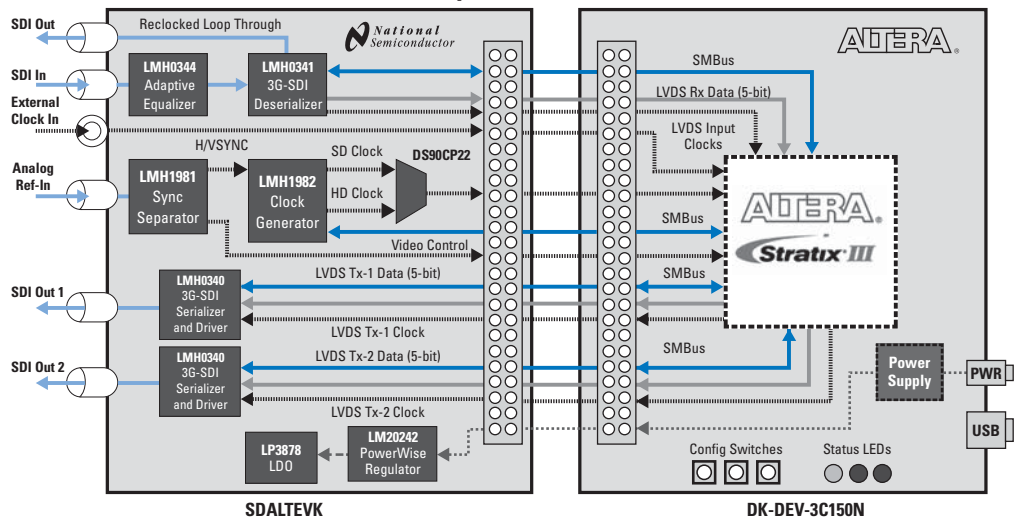 SDI Out
Reclocked Loop Through
National
Semiconductor
ALTERA®
SDI In
LMH0344
Adaptive
Equalizer
LMH0341
3G-SDI
Deserializer
SMBus
LVDS Rx Data (5-bit)
External
Clock In
LVDS Input
Clocks
H/VSYNC
SD Clock
DS90CP22
Analog
Ref-In
LMH1981
Sync
Separator
LMH1982
Clock
Generator
HD Clock
ALTERA®
Stratix III
SMBus
Video Control
LVDS Tx-1 Data (5-bit)
SMBus
SDI Out 1
LMH0340
3G-SDI
Serializer
and Driver
LVDS Tx-1 Clock
LVDS Tx-2 Data (5-bit)
SMBus
SDI Out 2
LMH0340
3G-SDI
Serializer
and Driver
LVDS Tx-2 Clock
Power
Supply
PWR
USB
LP3878
LDO
LM20242
PowerWise
Regulator
Config Switches
Status LEDs
SDALTEVK
DK-DEV-3C150N